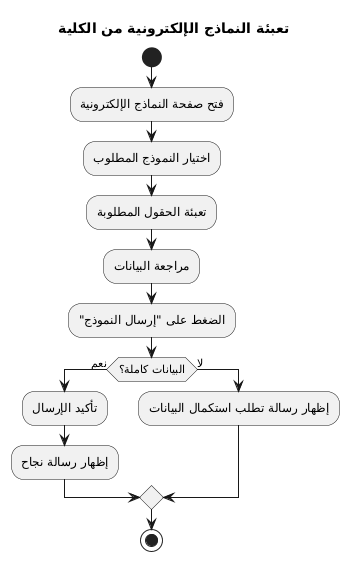 تعبئة النماذج الإلكترونية من الكلية
فتح صفحة النماذج الإلكترونية
اختيار النموذج المطلوب
تعبئة الحقول المطلوبة
مراجعة البيانات
الضغط على "إرسال النموذج"
البيانات كاملة؟
نعم
لا
تأكيد الإرسال
إظهار رسالة تطلب استكمال البيانات
إظهار رسالة نجاح